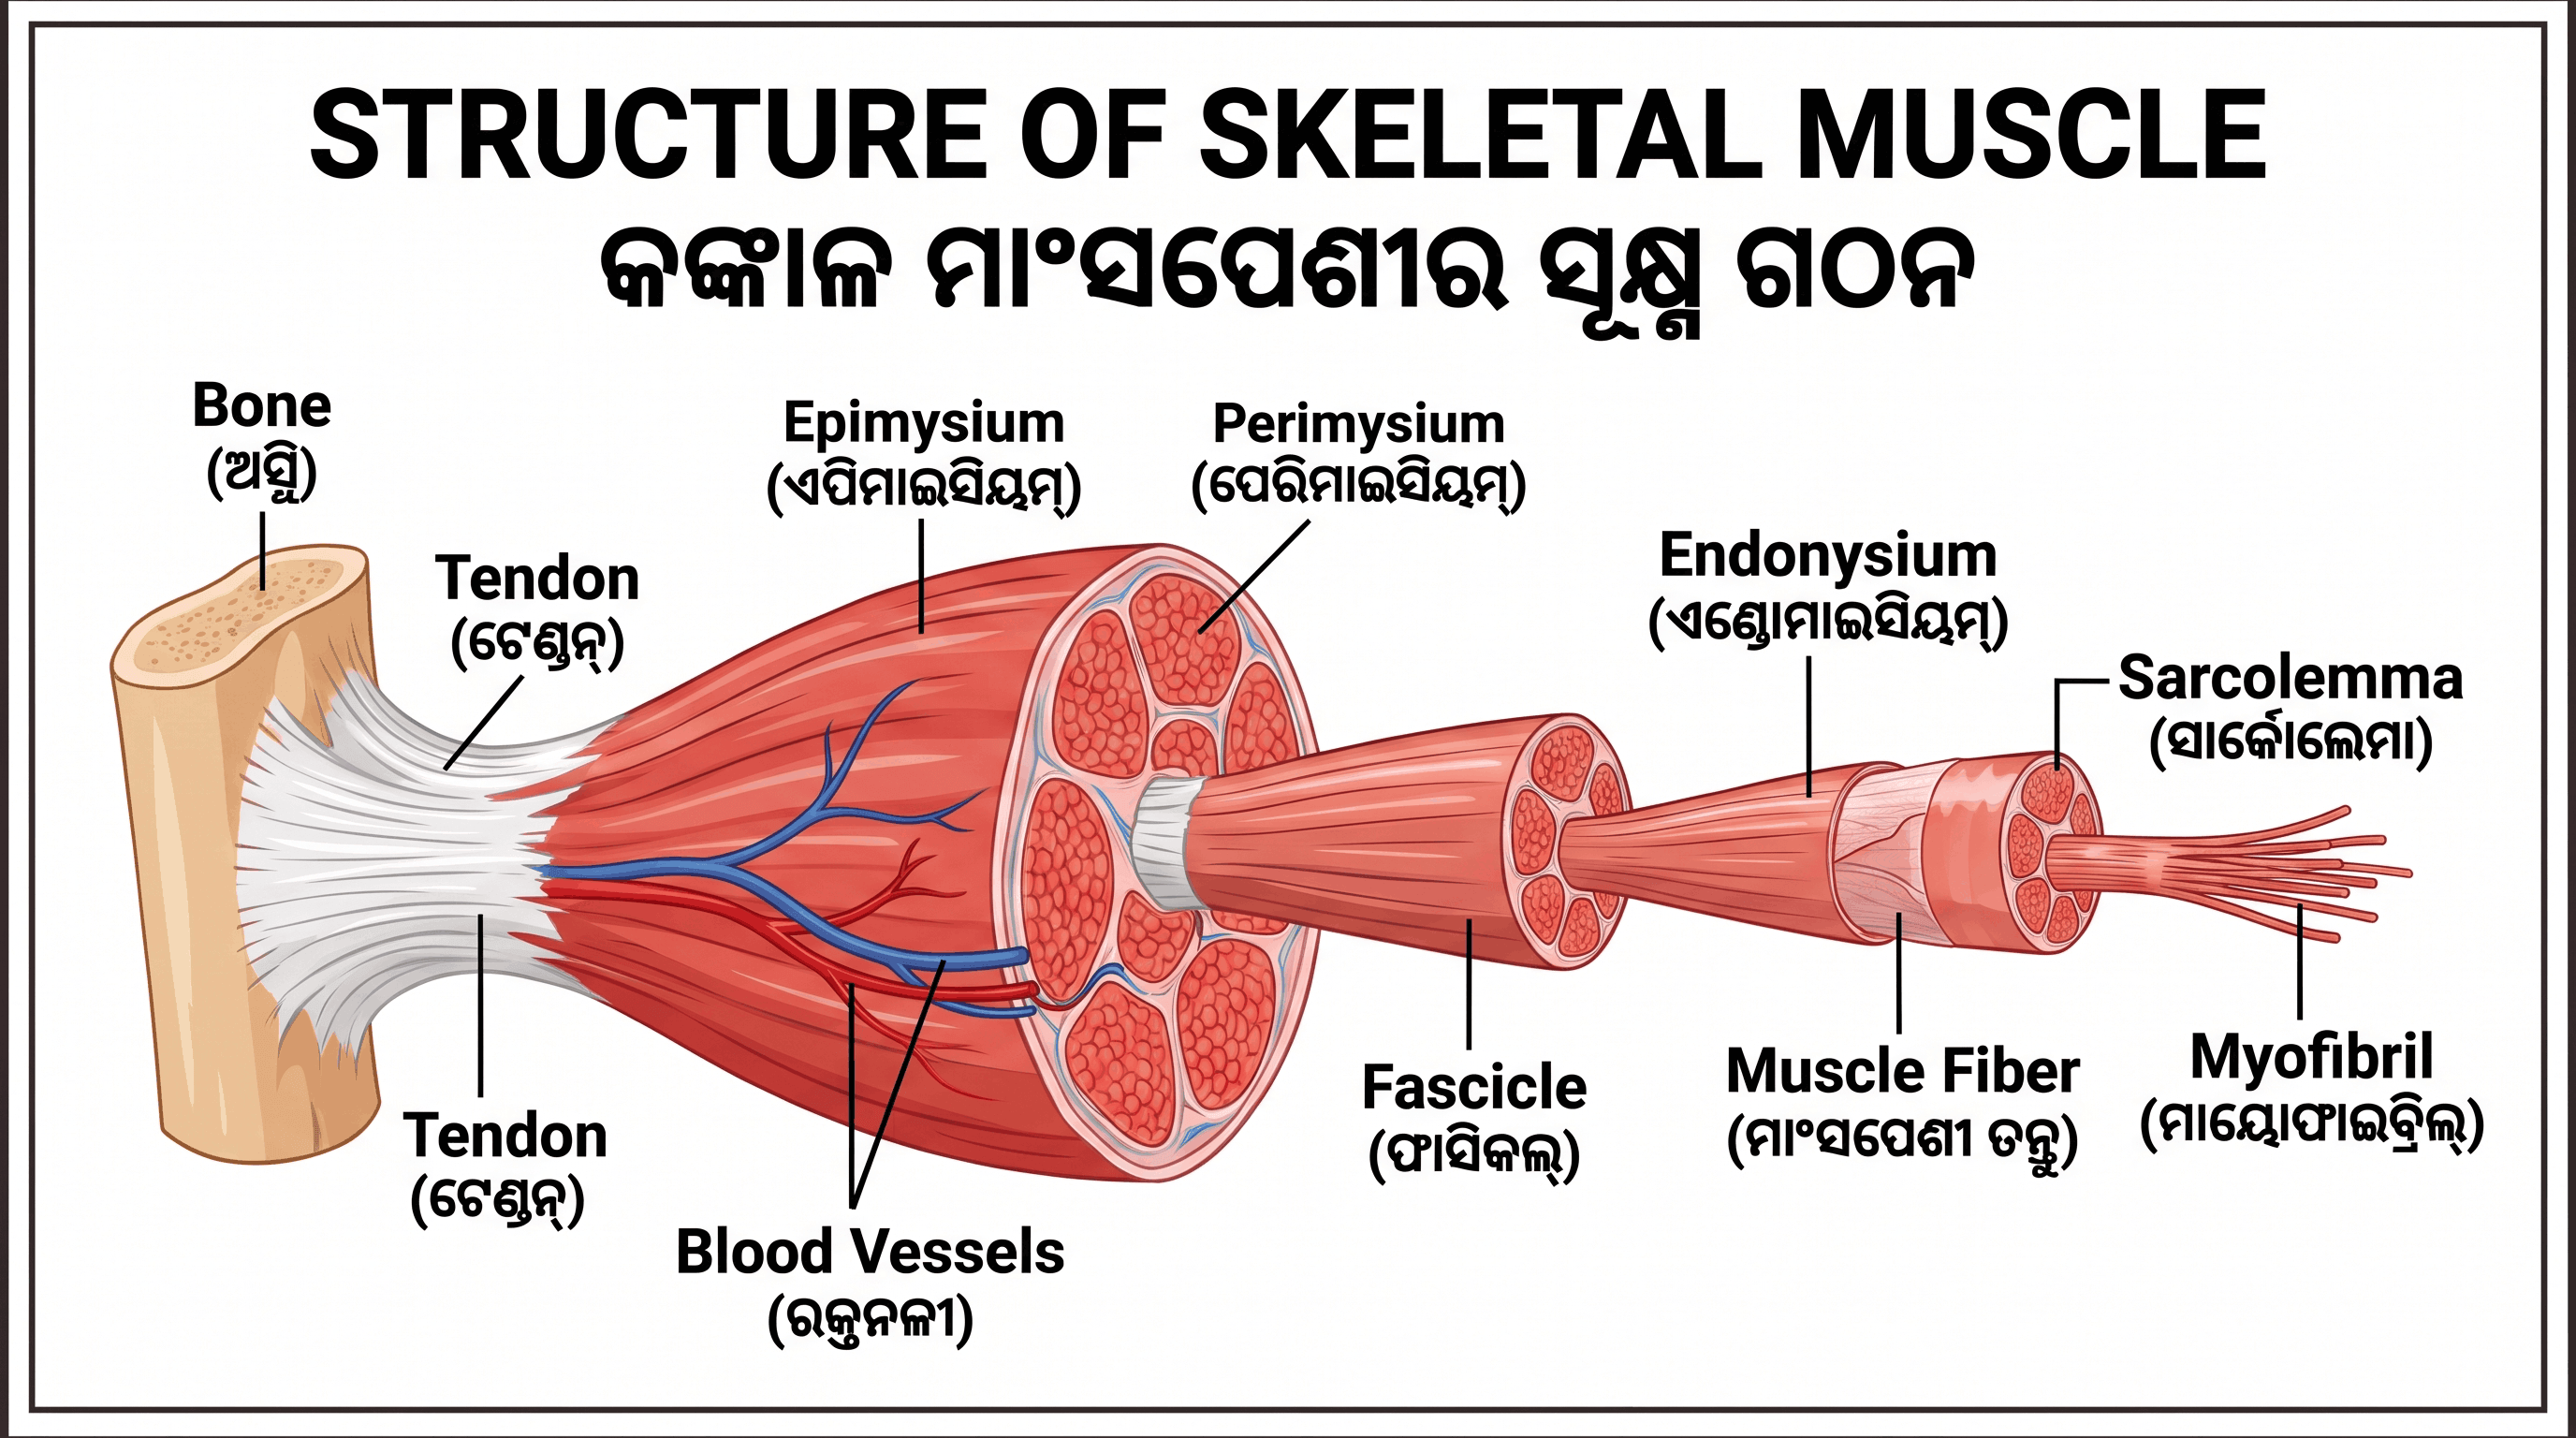 STRUCTURE OF SKELETAL MUSCLE
କଙ୍କାଳ ମାଂସପେଶୀର ସୂକ୍ଷ୍ମ ଗଠନ
Bone
(ଅସ୍ଥି)
Tendon
(ଟେଣ୍ଡନ୍)
Epimysium
(ଏପିମାଇସିୟମ୍)
Perimysium
(ପେରିମାଇସିୟମ୍)
Endonysium
(ଏଣ୍ଡୋମାଇସିୟମ୍)
Sarcolemma
(ସାର୍କୋଲେମା)
Tendon
(ଟେଣ୍ଡନ୍)
Blood Vessels
(ରକ୍ତନଳୀ)
Fascicle
(ଫାସିକଲ୍)
Muscle Fiber
(ମାଂସପେଶୀ ତନ୍ତୁ)
Myofibril
(ମାୟୋଫାଇବ୍ରିଲ୍)